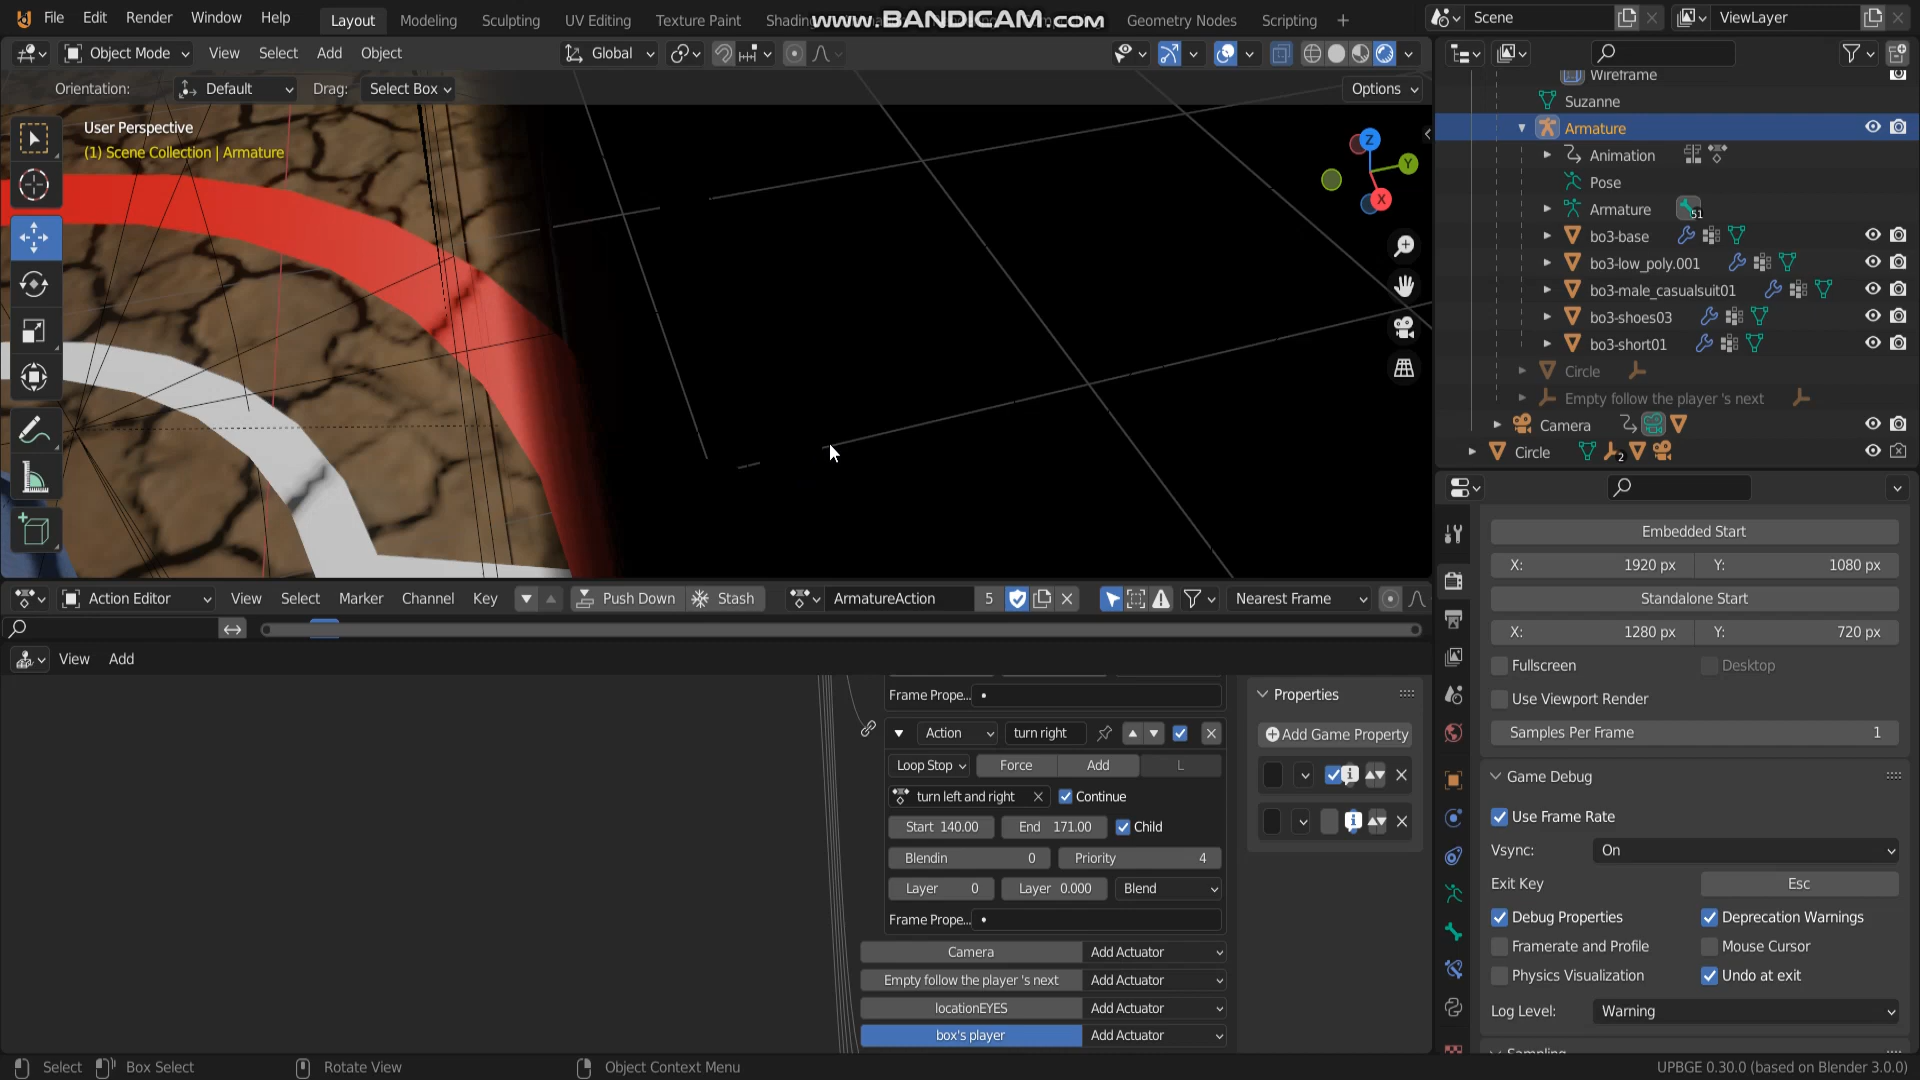 File Edit Render Window Help Layout Modeling Sculpting UV Editing Texture Paint Shading www.BANDICAM.com Geometry Nodes Scripting Scene ViewLayer
Object Mode View Select Add Object Global
Orientation: Default Drag: Select Box Options
User Perspective
(1) Scene Collection | Armature
Z
Y
X
Wireframe
Suzanne
Armature
Animation
Pose
Armature 51
bo3-base
bo3-low_poly.001
bo3-male_casualsuit01
bo3-shoes03
bo3-short01
Circle
Empty follow the player 's next
Camera
Circle 2
Embedded Start
X: 1920 px Y: 1080 px
Standalone Start
X: 1280 px Y: 720 px
Fullscreen Desktop
Use Viewport Render
Samples Per Frame 1
Game Debug
Use Frame Rate
Vsync: On
Exit Key Esc
Debug Properties Deprecation Warnings
Framerate and Profile Mouse Cursor
Physics Visualization Undo at exit
Log Level: Warning
Action Editor View Select Marker Channel Key Push Down Stash ArmatureAction 5 Nearest Frame
View Add
Frame Prope..
Action turn right
Loop Stop Force Add L
turn left and right Continue
Start 140.00 End 171.00 Child
Blendin 0 Priority 4
Layer 0 Layer 0.000 Blend
Frame Prope..
Camera Add Actuator
Empty follow the player 's next Add Actuator
locationEYES Add Actuator
box's player Add Actuator
Properties
Add Game Property
Select Box Select Rotate View Object Context Menu UPBGE 0.30.0 (based on Blender 3.0.0)